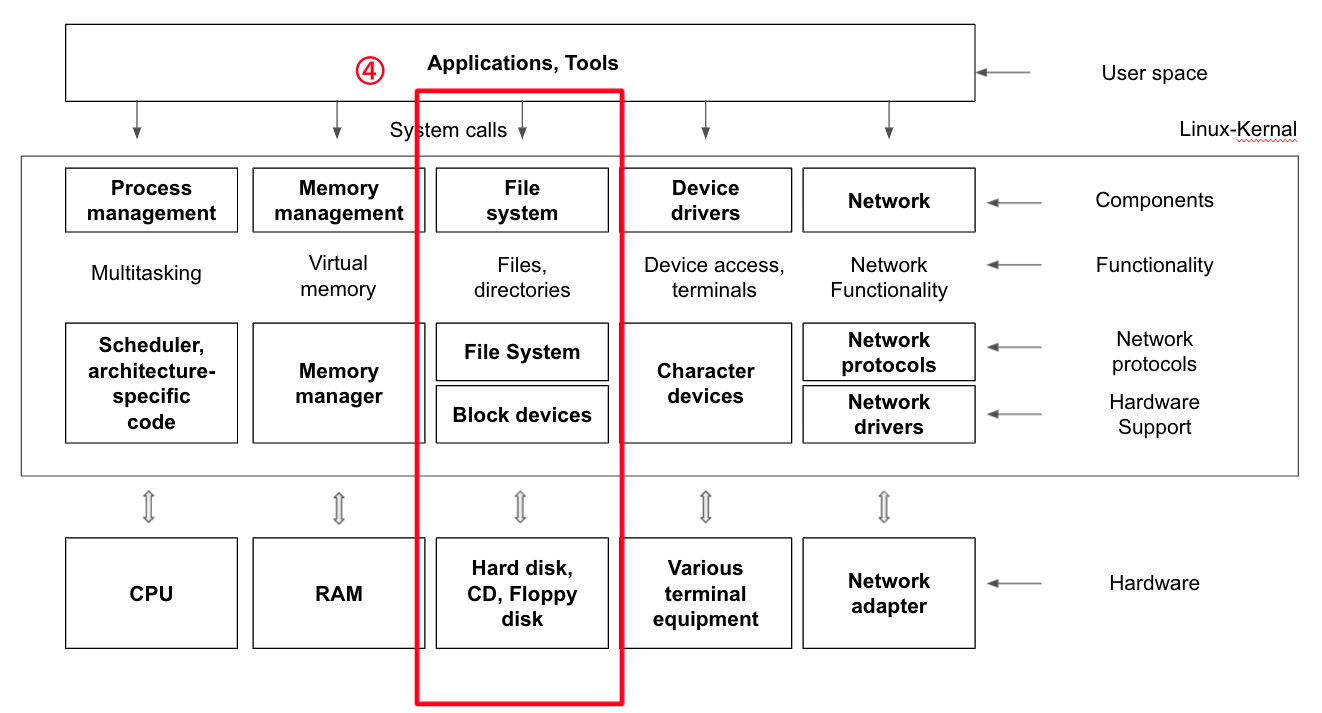 ④
Applications, Tools
User space
System calls
Linux-Kernal
Process
management
Memory
management
File
system
Device
drivers
Network
Components
Multitasking
Virtual
memory
Files,
directories
Device access,
terminals
Network
Functionality
Functionality
Scheduler,
architecture-
specific
code
Memory
manager
File System
Block devices
Character
devices
Network
protocols
Network
drivers
Network
protocols
Hardware
Support
CPU
RAM
Hard disk,
CD, Floppy
disk
Various
terminal
equipment
Network
adapter
Hardware